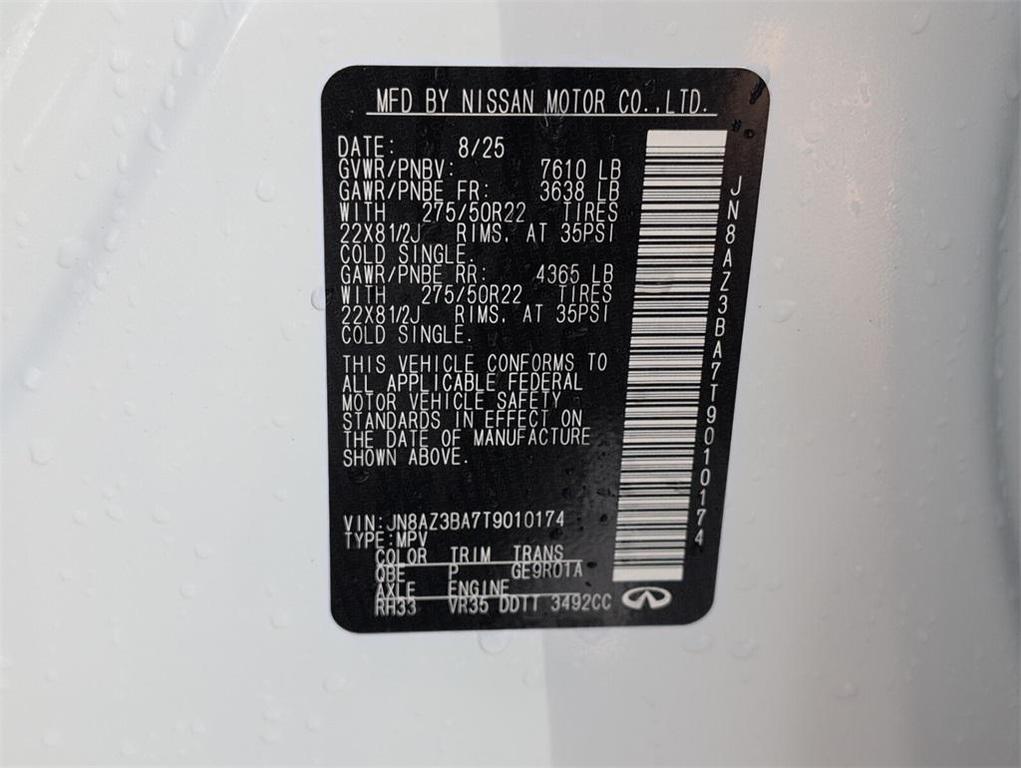 MFD BY NISSAN MOTOR CO.,LTD.
DATE: 8/25
GVWR/PNBV: 7610 LB
GAWR/PNBE FR: 3638 LB
WITH 275/50R22 TIRES
22X81/2J RIMS, AT 35PSI
COLD SINGLE.
GAWR/PNBE RR: 4365 LB
WITH 275/50R22 TIRES
22X81/2J RIMS, AT 35PSI
COLD SINGLE.
THIS VEHICLE CONFORMS TO
ALL APPLICABLE FEDERAL
MOTOR VEHICLE SAFETY
STANDARDS IN EFFECT ON
THE DATE OF MANUFACTURE
SHOWN ABOVE.
VIN:JN8AZ3BA7T9010174
TYPE:MPV
COLOR TRIM TRANS
QBE P GE9R01A
AXLE ENGINE
RH33 VR35 DDTT 3492CC
JN8AZ3BA7T9010174